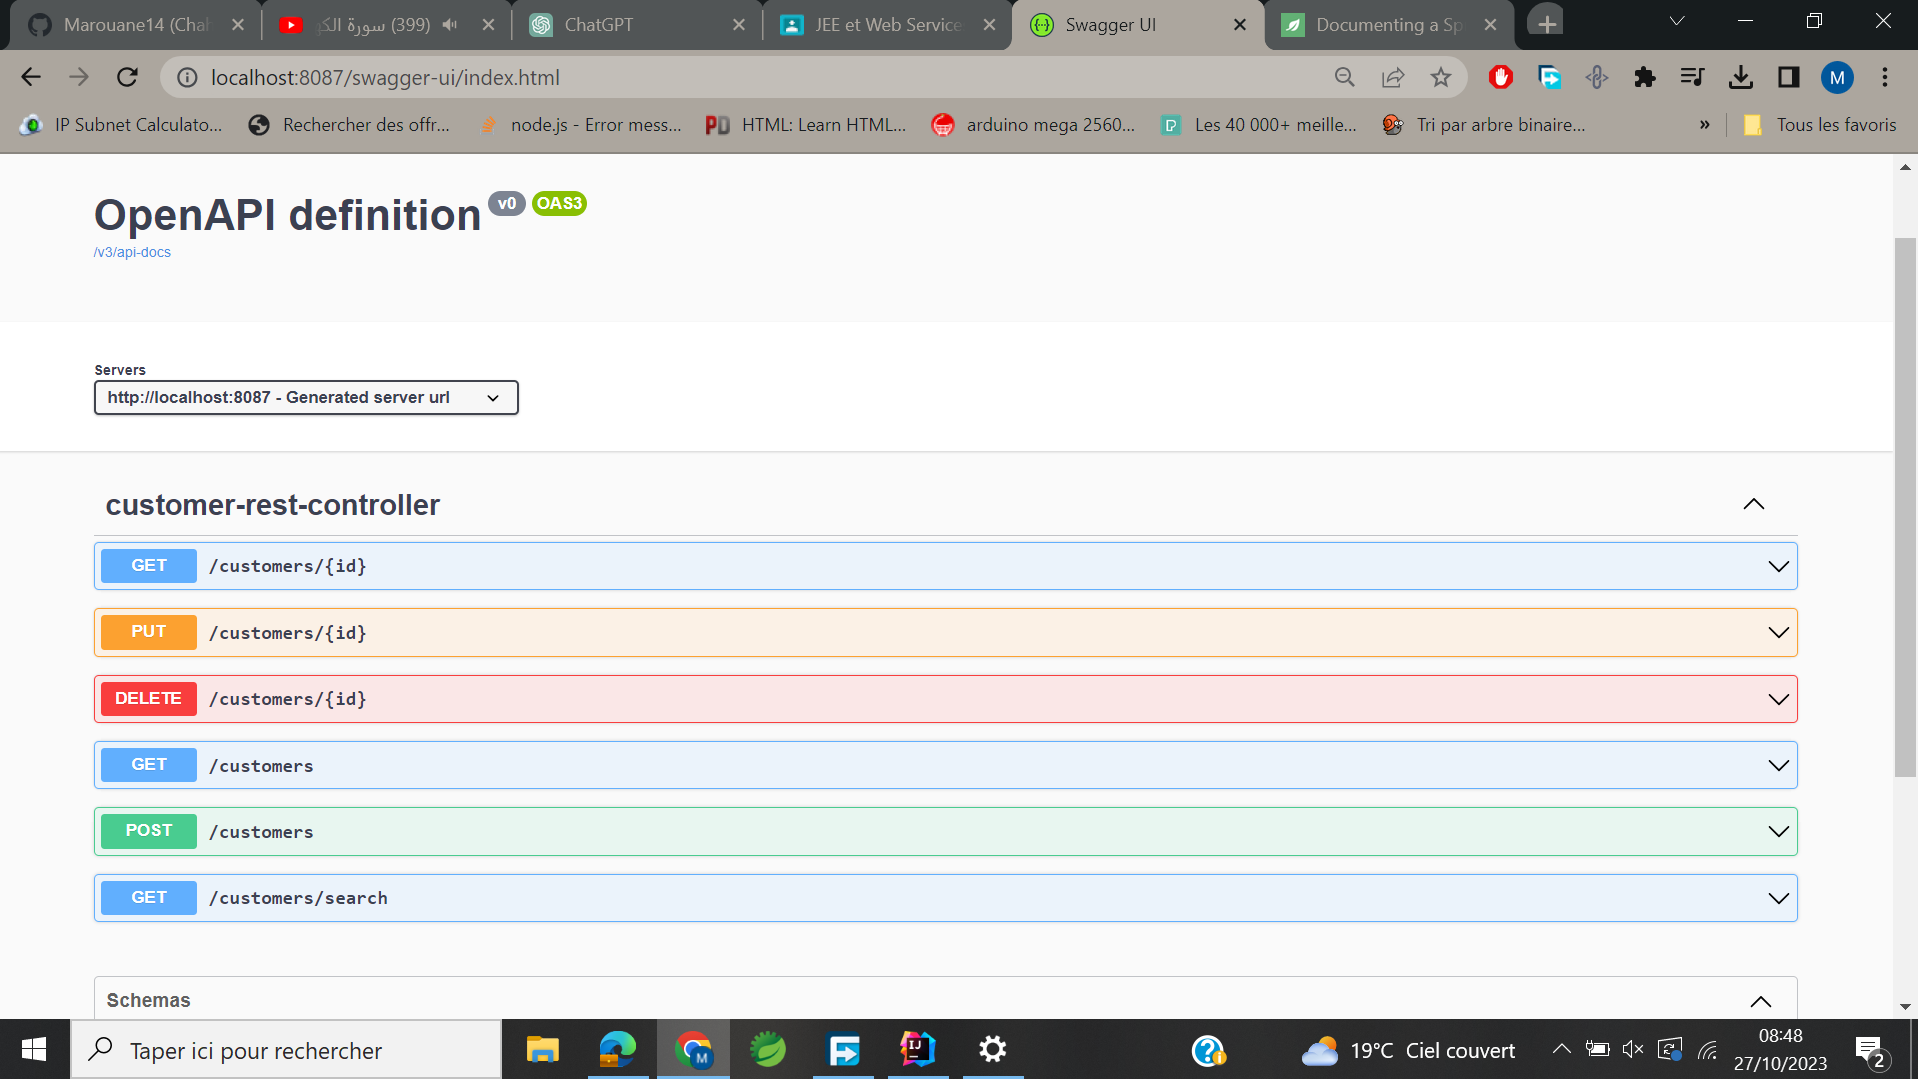 Marouane14 (Chah
(399) سورة الكهـ
ChatGPT
JEE et Web Service
Swagger UI
Documenting a Sp
localhost:8087/swagger-ui/index.html
M
IP Subnet Calculato...
Rechercher des offr...
node.js - Error mess...
PD HTML: Learn HTML...
arduino mega 2560...
P Les 40 000+ meille...
Tri par arbre binaire...
»
Tous les favoris
OpenAPI definition v0 OAS3
/v3/api-docs
Servers
http://localhost:8087 - Generated server url
customer-rest-controller
GET /customers/{id}
PUT /customers/{id}
DELETE /customers/{id}
GET /customers
POST /customers
GET /customers/search
Schemas
Taper ici pour rechercher
M
IJ
19°C Ciel couvert
08:48
27/10/2023
2